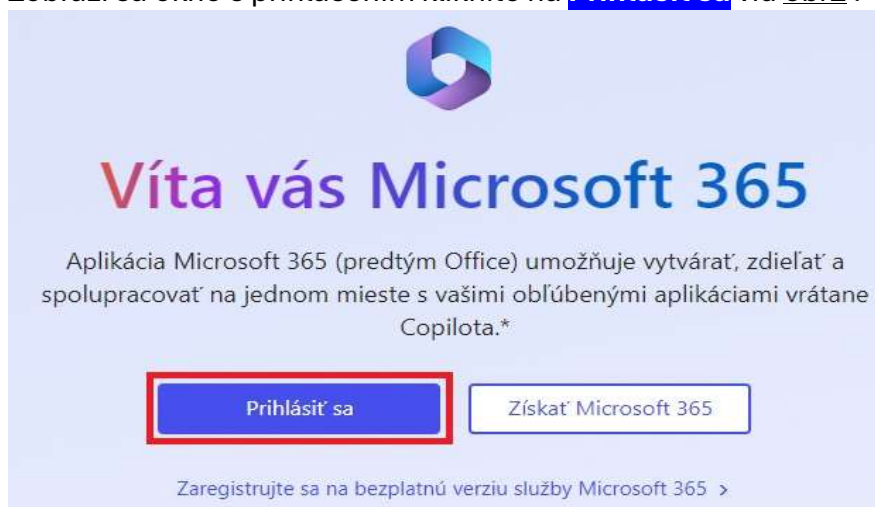 Víta vás Microsoft 365
Aplikácia Microsoft 365 (predtým Office) umožňuje vytvárať, zdieľať a
spolupracovať na jednom mieste s vašimi obľúbenými aplikáciami vrátane
Copilota.*
Prihlásiť sa
Získať Microsoft 365
Zaregistrujte sa na bezplatnú verziu služby Microsoft 365 >